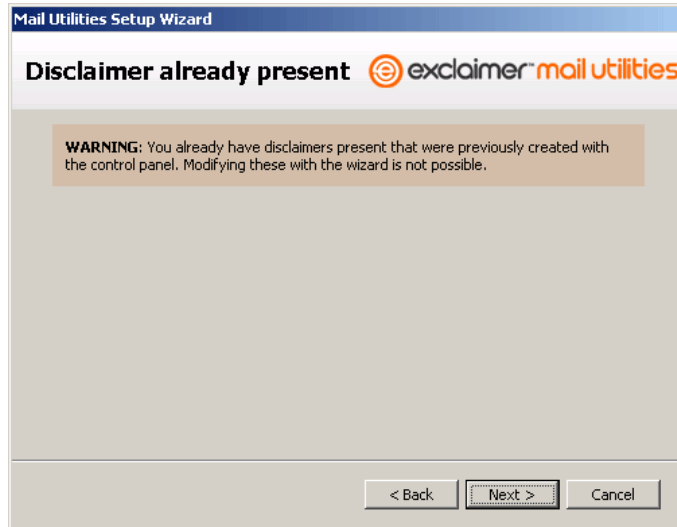 Mail Utilities Setup Wizard
Disclaimer already present
exclaimer™ mail utilities
WARNING: You already have disclaimers present that were previously created with
the control panel. Modifying these with the wizard is not possible.
< Back
Next >
Cancel